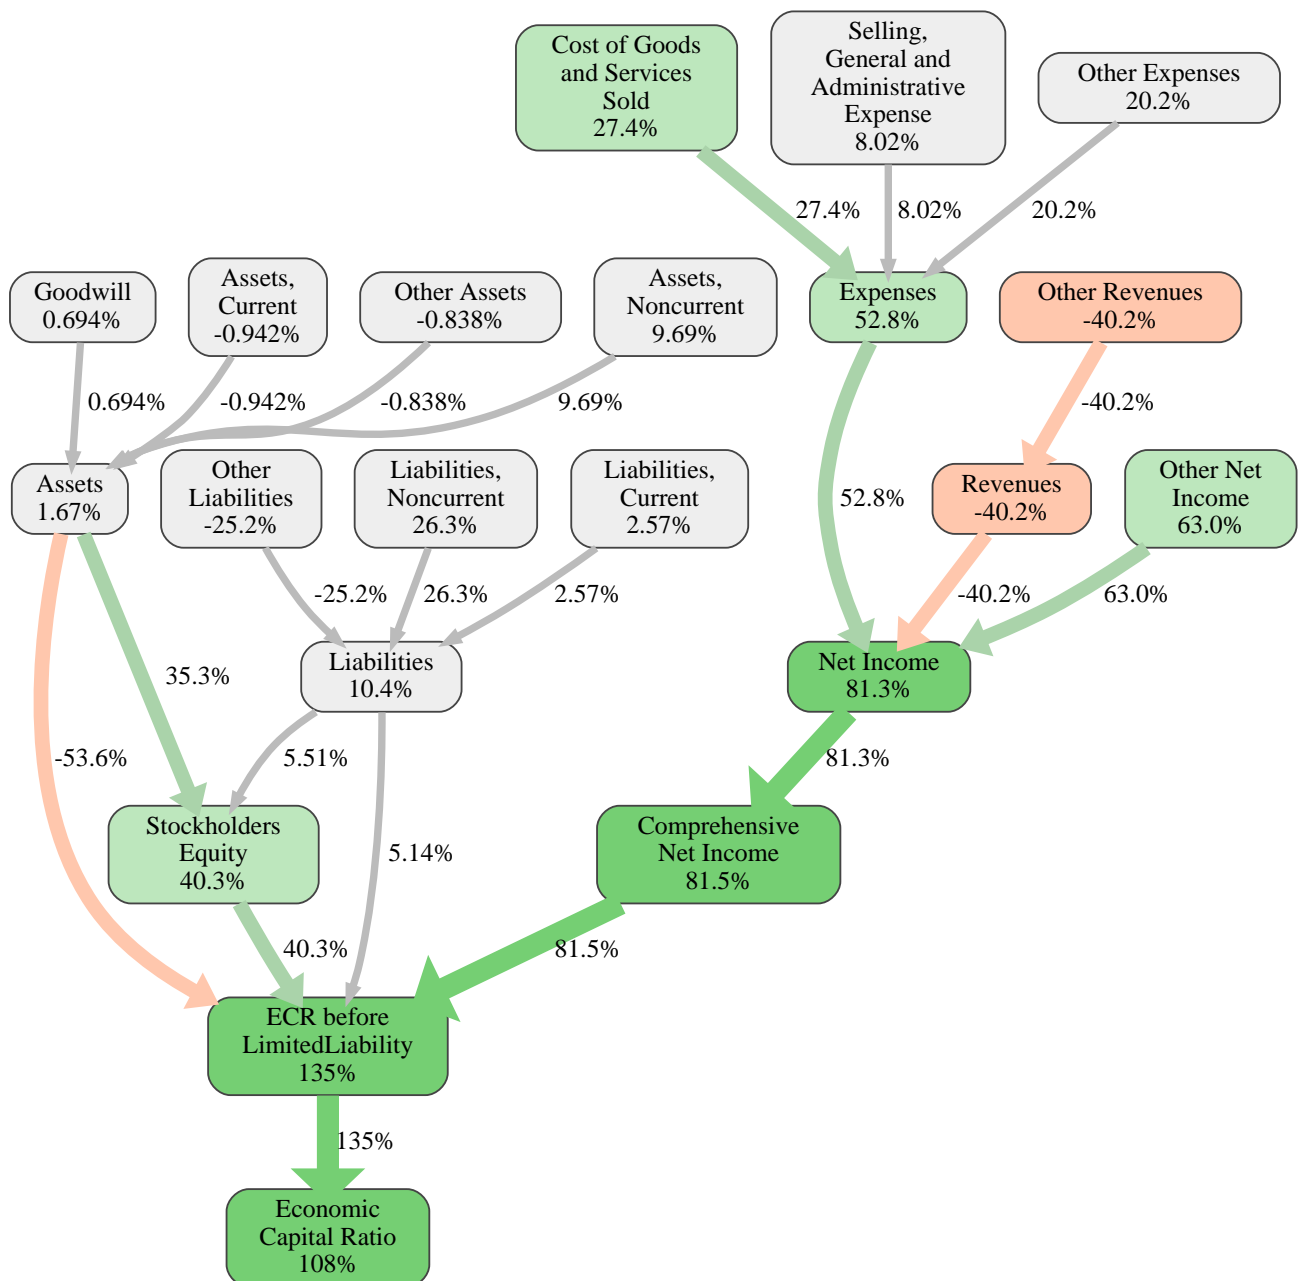 Cost of Goods
and Services
Sold
27.4%
Selling,
General and
Administrative
Expense
8.02%
Other Expenses
20.2%
27.4%
8.02%
20.2%
Goodwill
0.694%
Assets,
Current
-0.942%
Other Assets
-0.838%
Assets,
Noncurrent
9.69%
Expenses
52.8%
Other Revenues
-40.2%
0.694%
-0.942%
-0.838%
9.69%
-40.2%
Assets
1.67%
Other
Liabilities
-25.2%
Liabilities,
Noncurrent
26.3%
Liabilities,
Current
2.57%
52.8%
Revenues
-40.2%
Other Net
Income
63.0%
-25.2%
26.3%
2.57%
-40.2%
63.0%
35.3%
Liabilities
10.4%
Net Income
81.3%
-53.6%
5.51%
81.3%
Stockholders
Equity
40.3%
5.14%
Comprehensive
Net Income
81.5%
40.3%
81.5%
ECR before
LimitedLiability
135%
135%
Economic
Capital Ratio
108%